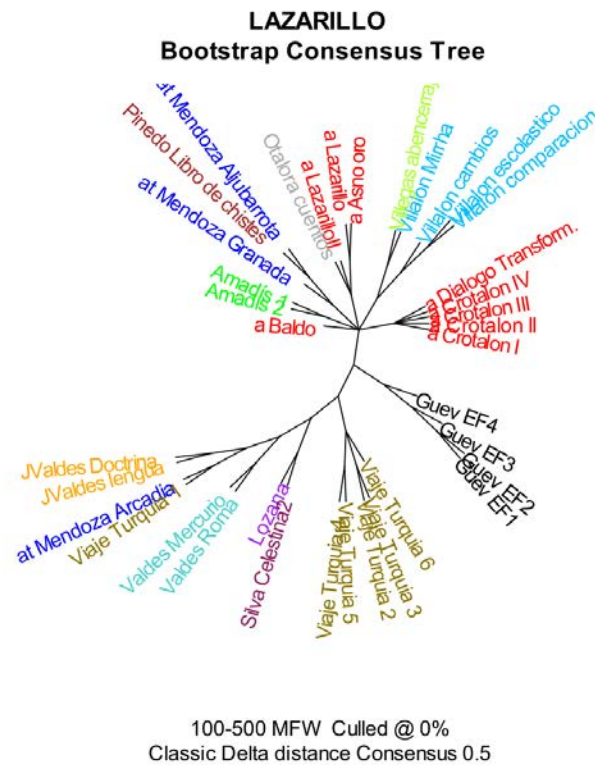 LAZARILLO
Bootstrap Consensus Tree
at Mendoza Aljubarrota
Pinedo Libro de chistes
at Mendoza Granada
Otalora cuentos
a LazarilloII
a Lazarillo
a Asno oro
Villegas abencerraj
Villalon Mirrha
Villalon cambios
Villalon escolastico
Villalon comparacion
Amadis 1
Amadis 2
a Baldo
a Dialogo Transform.
Crotalon IV
Crotalon III
Crotalon II
Crotalon I
Guev EF4
Guev EF3
Guev EF2
Guev EF1
JValdes Doctrina
JValdes lengua
at Mendoza Arcadia
Viaje Turquia 1
Valdes Mercurio
Valdes Roma
Lozana
Silva Celestina2
Viaje Turquia 4
Viaje Turquia 5
Viaje Turquia 2
Viaje Turquia 3
Viaje Turquia 6
100-500 MFW Culled @ 0%
Classic Delta distance Consensus 0.5